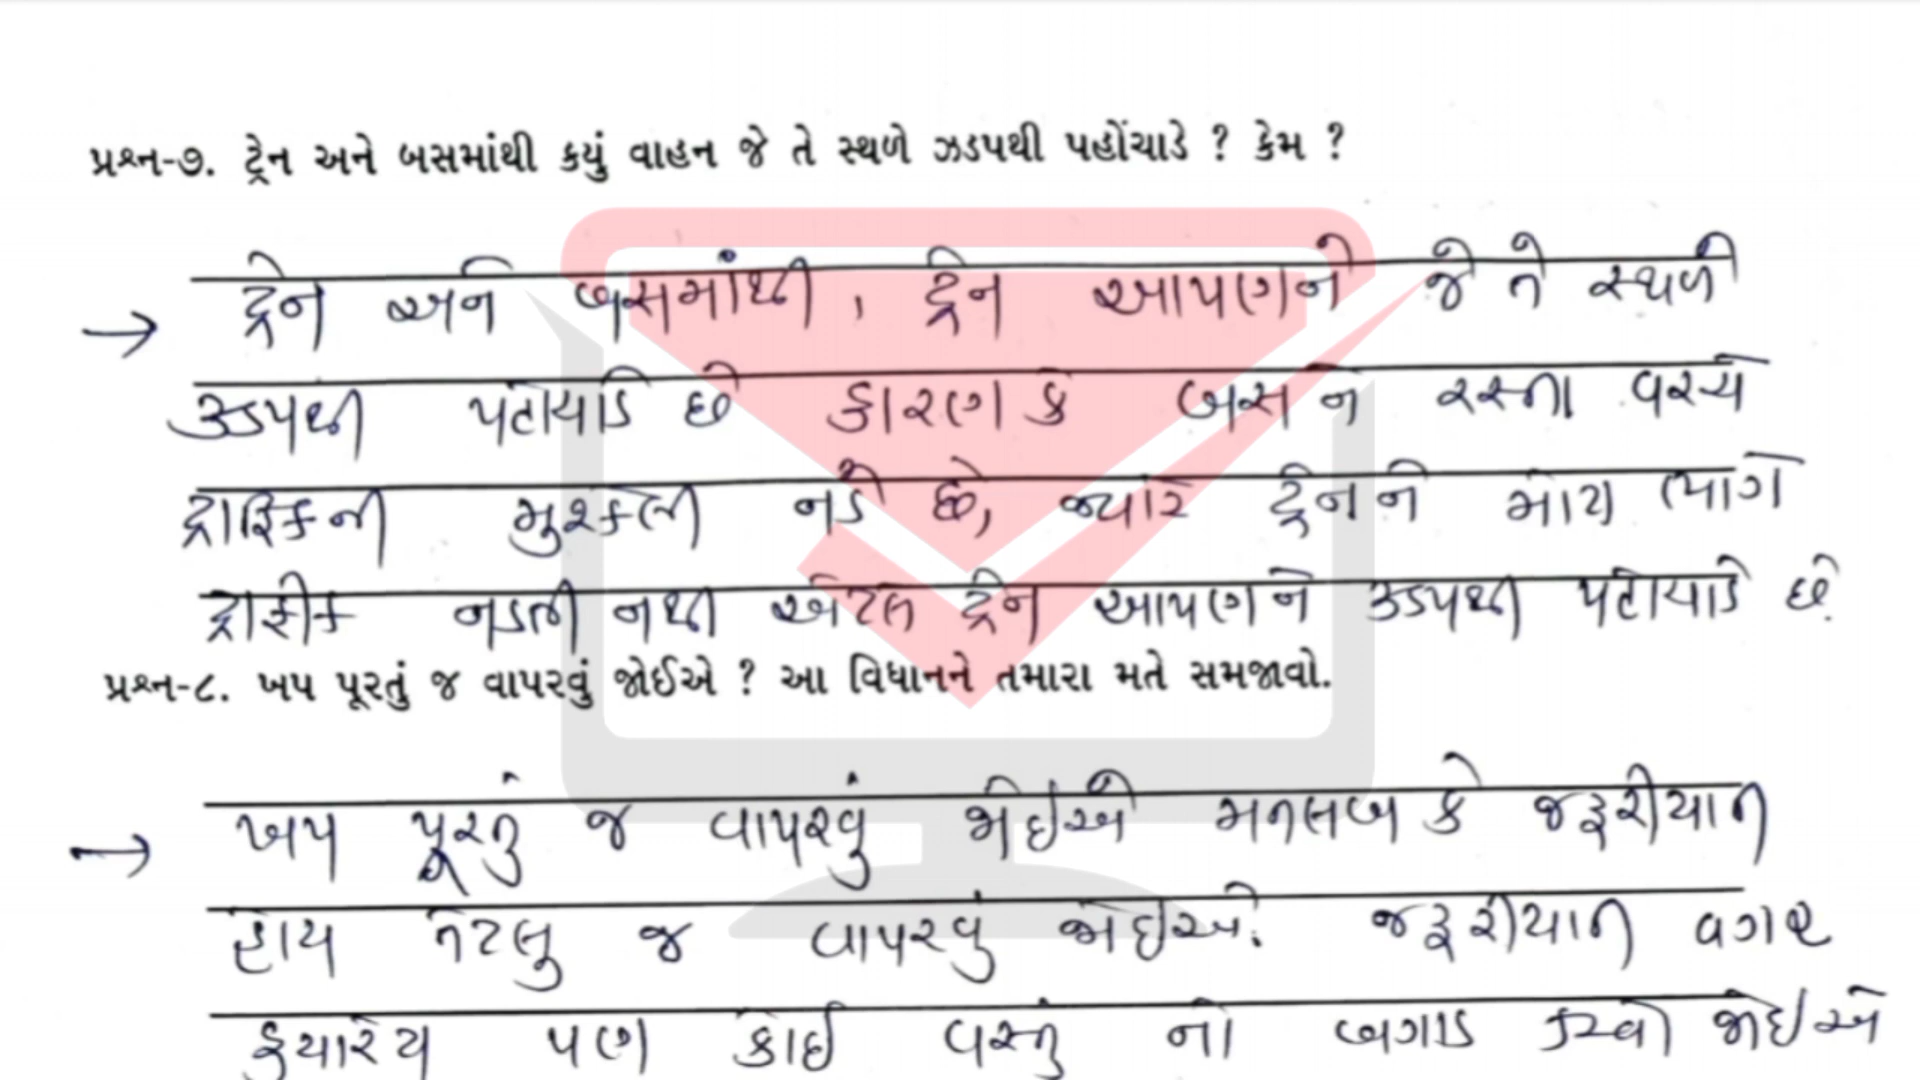 પ્રશ્ન-૭. ટ્રેન અને બસમાંથી કયું વાહન જે તે સ્થળે ઝડપથી પહોંચાડે ? કેમ ?
→ ટ્રેન અને બસમાંથી, ટ્રેન આપણને જે તે સ્થળે
ઝડપથી પહોચાડે છે કારણ કે બસ ને રસ્તા વચ્ચે
ટ્રાફિકની મુશ્કેલી નડે છે, જ્યારે ટ્રેનને ભાગ્યે
ટ્રાફીક નડતી નથી એટલે ટ્રેન આપણને ઝડપથી પહોચાડે છે.
પ્રશ્ન-૮. ખપ પૂરતું જ વાપરવું જોઈએ ? આ વિધાનને તમારા મતે સમજાવો.
→ ખપ પૂરતું જ વાપરવું જોઈએ મતલબ કે જરૂરીયાત
હોય તેટલુ જ વાપરવું જોઈએ. જરૂરીયાત વગર
ક્યારેય પણ કોઈ વસ્તુ નો બગાડ કરવો જોઈએ